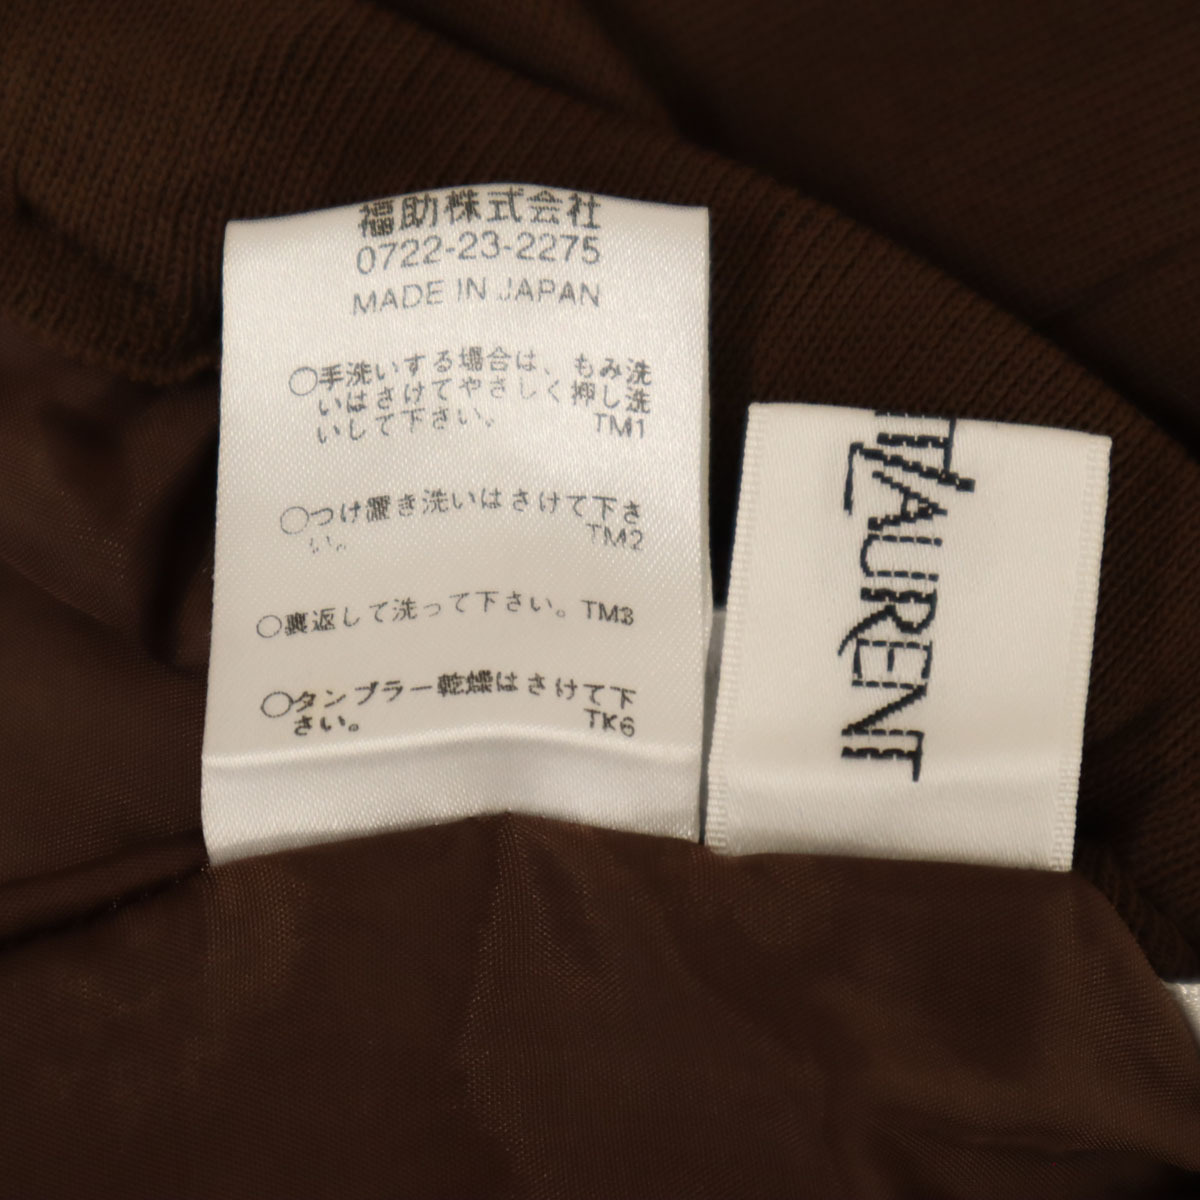 福助株式会社
0722-23-2275
MADE IN JAPAN
○手洗いする場合は、もみ洗
いはさけてやさしく押し洗
いして下さい。 TM1
○つけ置き洗いはさけて下さ
い。 TM2
○裏返して洗って下さい。TM3
○タンブラー乾燥はさけて下
さい。 TK6
LAURENT